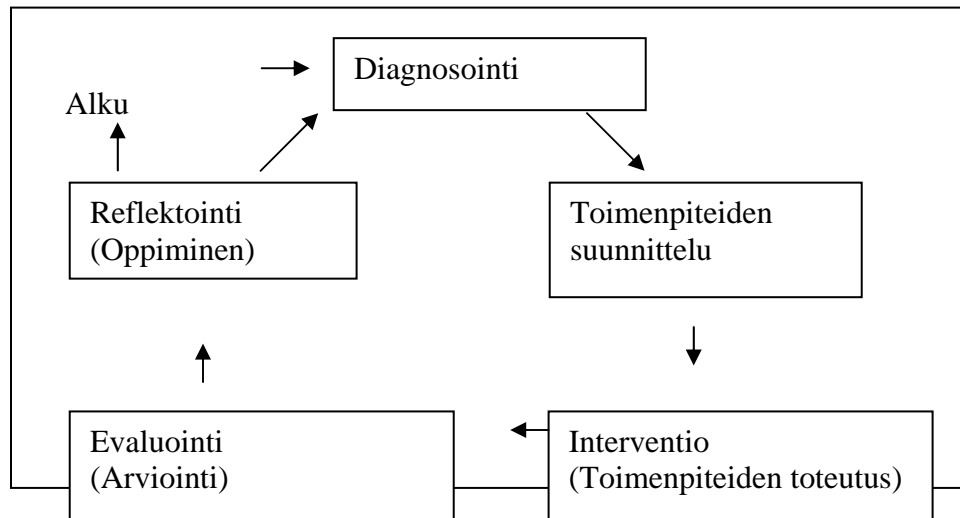 Diagnosointi
Alku
Reflektointi
(Oppiminen)
Toimenpiteiden
suunnittelu
Evaluointi
(Arviointi)
Interventio
(Toimenpiteiden toteutus)